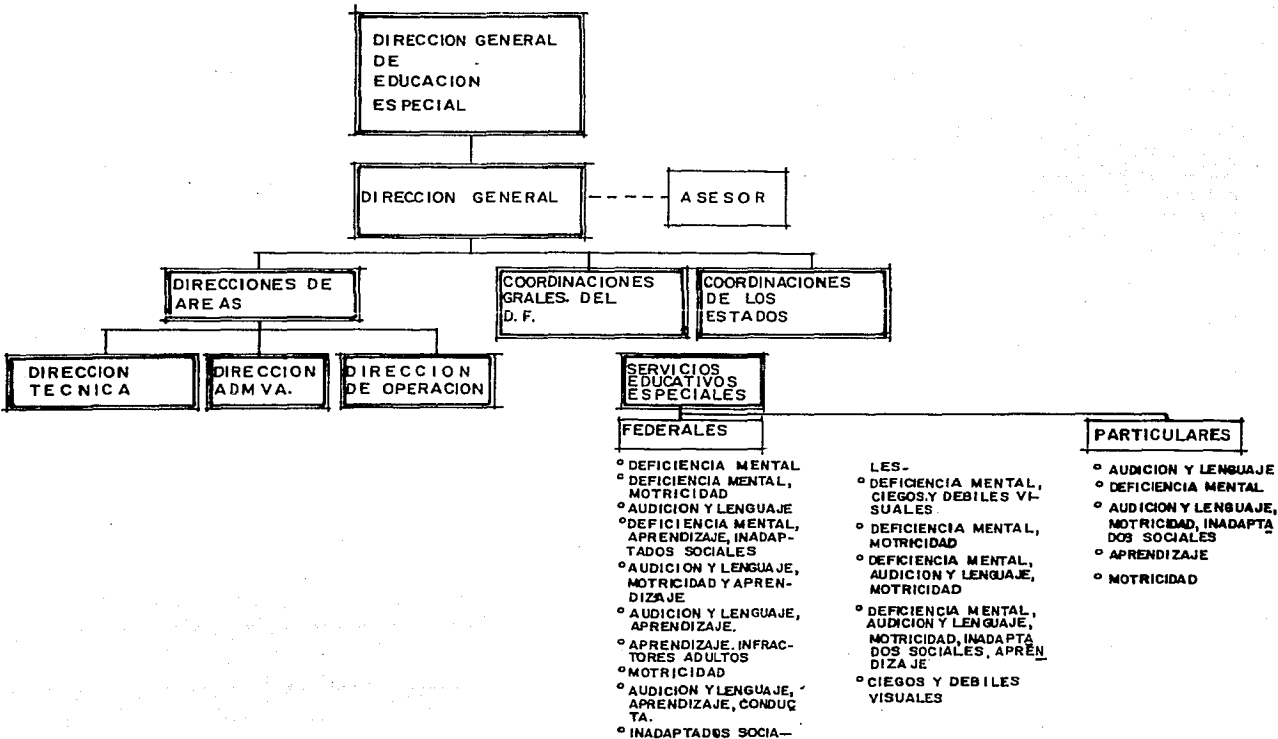 DIRECCION GENERAL
DE
EDUCACION
ESPECIAL
DIRECCION GENERAL
ASESOR
DIRECCIONES DE
AREAS
COORDINACIONES
GRALES. DEL
D. F.
COORDINACIONES
DE LOS
ESTADOS
DIRECCION
TECNICA
DIRECCION
ADMVA.
DIRECCION
DE OPERACION
SERVICIOS
EDUCATIVOS
ESPECIALES
FEDERALES
° DEFICIENCIA MENTAL
° DEFICIENCIA MENTAL,
MOTRICIDAD
° AUDICION Y LENGUAJE
° DEFICIENCIA MENTAL,
APRENDIZAJE, INADAP-
TADOS SOCIALES
° AUDICION Y LENGUAJE,
MOTRICIDAD Y APREN-
DIZAJE
° AUDICION Y LENGUAJE,
APRENDIZAJE.
° APRENDIZAJE. INFRAC-
TORES ADULTOS
° MOTRICIDAD
° AUDICION Y LENGUAJE,
APRENDIZAJE, CONDUC
TA.
° INADAPTADOS SOCIA-
LES-
° DEFICIENCIA MENTAL,
CIEGOS.Y DEBILES VI-
SUALES
° DEFICIENCIA MENTAL,
MOTRICIDAD
° DEFICIENCIA MENTAL,
AUDICION Y LENGUAJE,
MOTRICIDAD
° DEFICIENCIA MENTAL,
AUDICION Y LENGUAJE,
MOTRICIDAD, INADAPTA
DOS SOCIALES, APREN
DIZAJE
° CIEGOS Y DEBILES
VISUALES
PARTICULARES
° AUDICION Y LENGUAJE
° DEFICIENCIA MENTAL
° AUDICION Y LENGUAJE,
MOTRICIDAD, INADAPTA
DOS SOCIALES
° APRENDIZAJE
° MOTRICIDAD